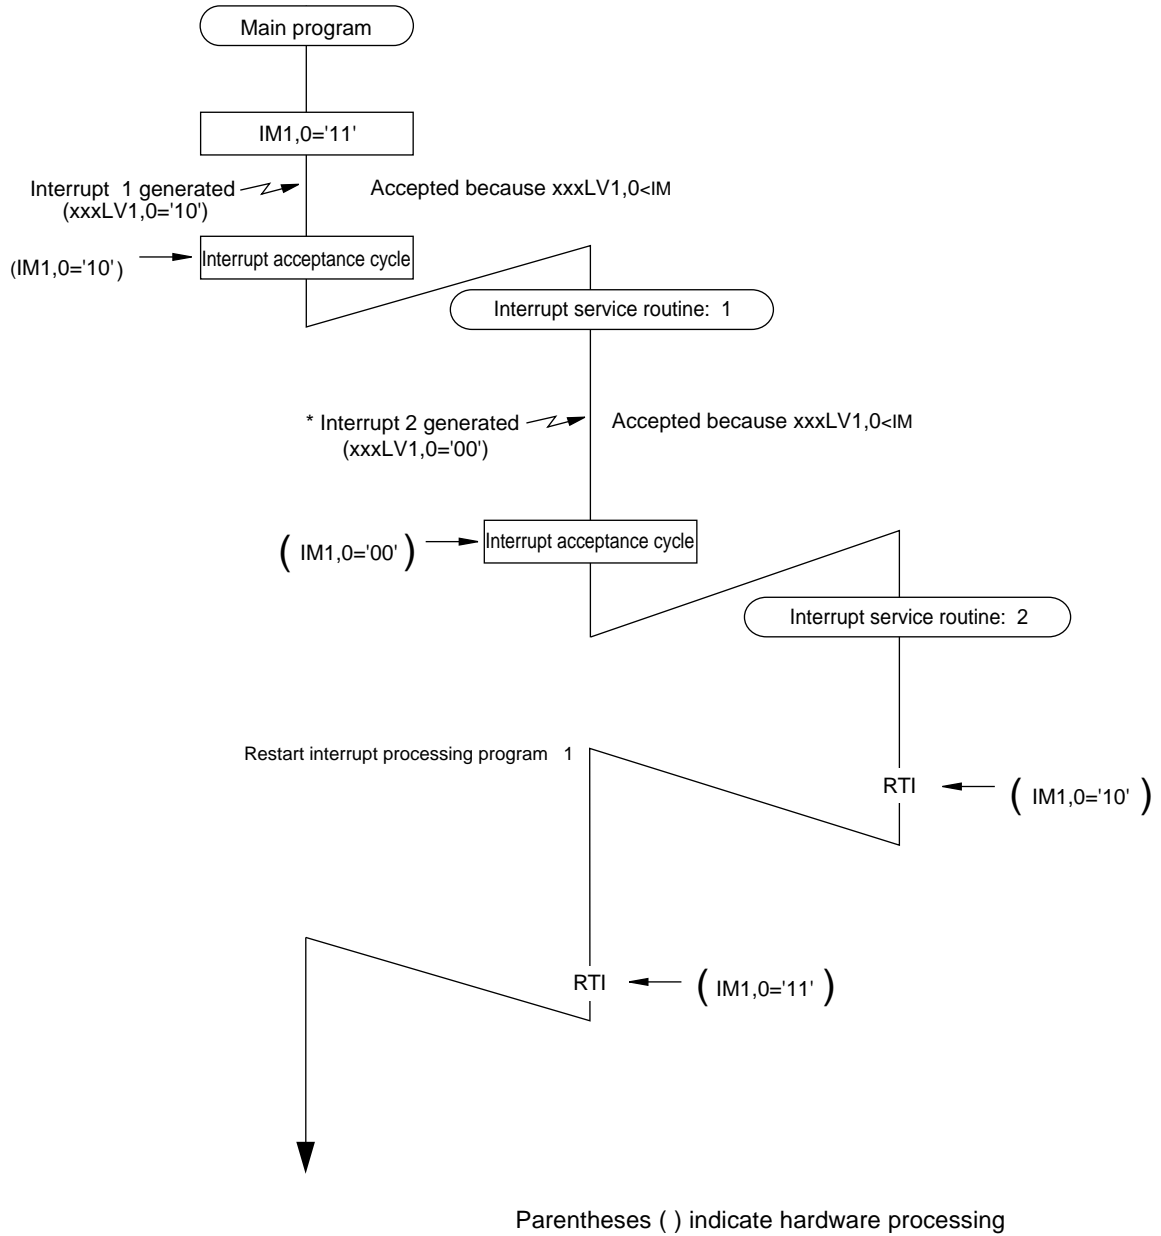 Main program
IM1,0='11'
Interrupt 1 generated
(xxxLV1,0='10')
Accepted because xxxLV1,0<IM
(IM1,0='10')
Interrupt acceptance cycle
Interrupt service routine: 1
* Interrupt 2 generated
(xxxLV1,0='00')
Accepted because xxxLV1,0<IM
( IM1,0='00' )
Interrupt acceptance cycle
Interrupt service routine: 2
Restart interrupt processing program 1
RTI
( IM1,0='10' )
RTI
( IM1,0='11' )
Parentheses ( ) indicate hardware processing